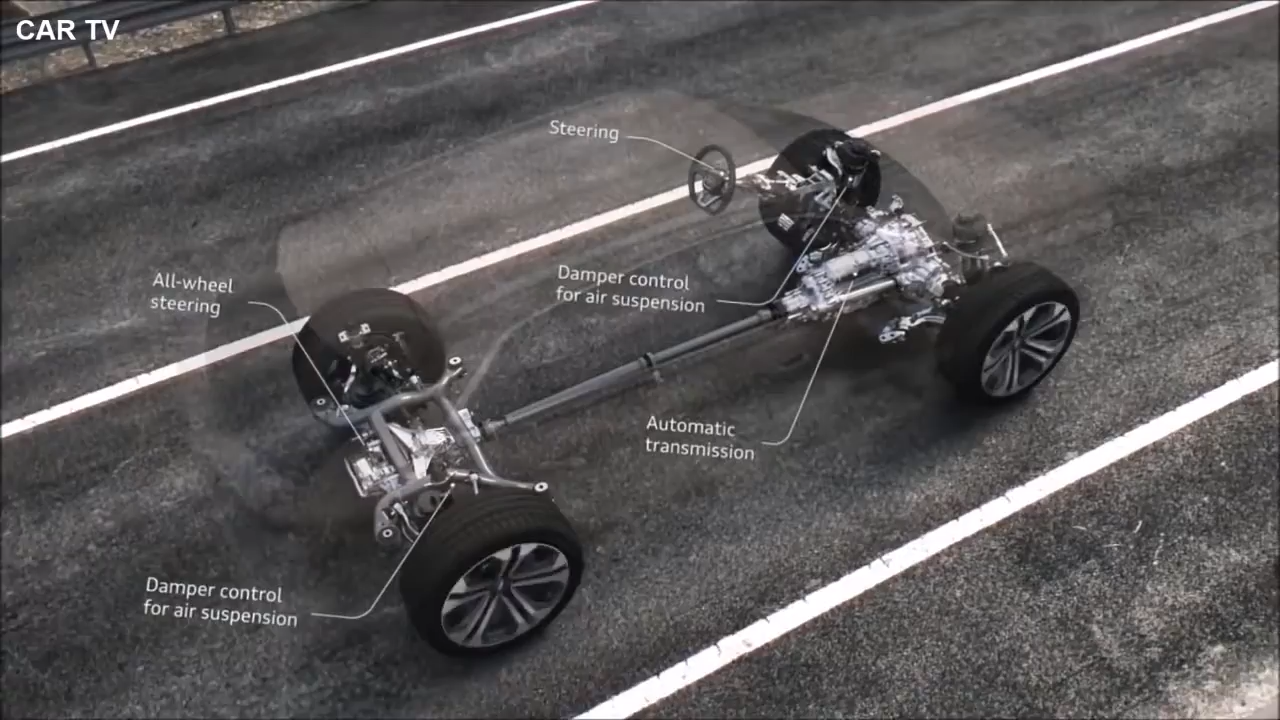 CAR TV
Steering
All-wheel
steering
Damper control
for air suspension
Automatic
transmission
Damper control
for air suspension